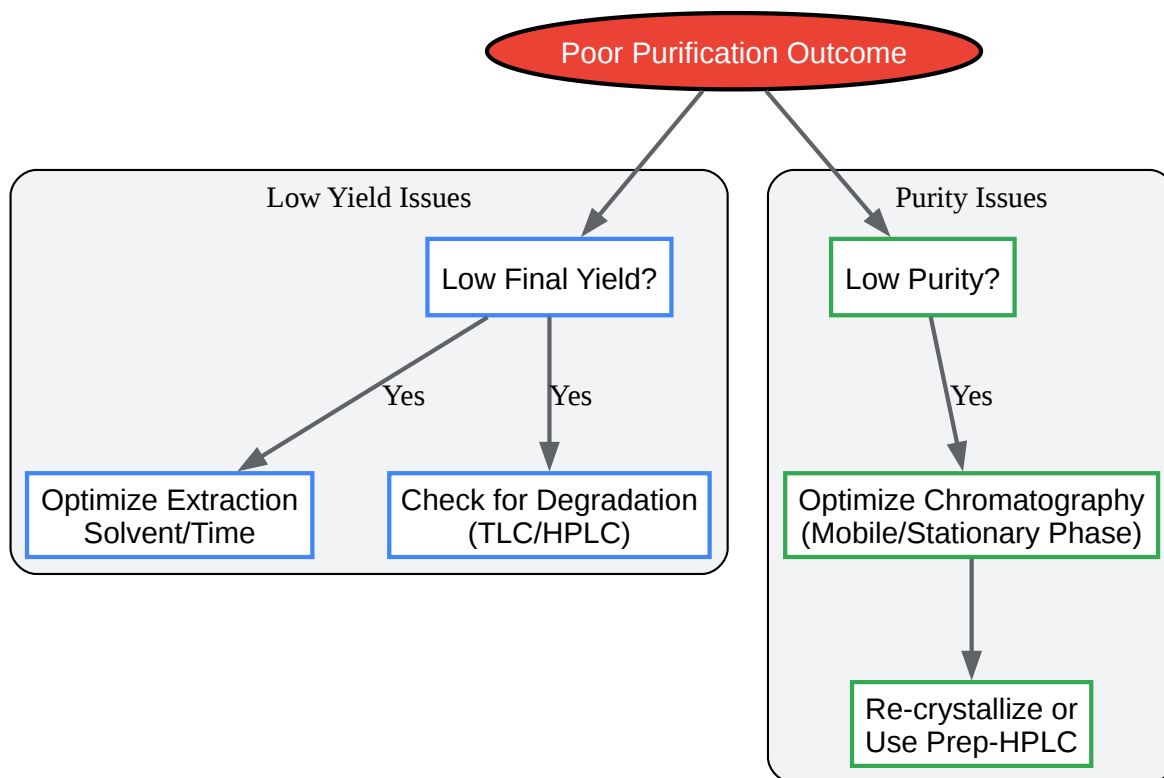 Poor Purification Outcome
Low Yield Issues
Low Final Yield?
Yes
Yes
Optimize Extraction
Solvent/Time
Check for Degradation
(TLC/HPLC)
Purity Issues
Low Purity?
Yes
Optimize Chromatography
(Mobile/Stationary Phase)
Re-crystallize or
Use Prep-HPLC